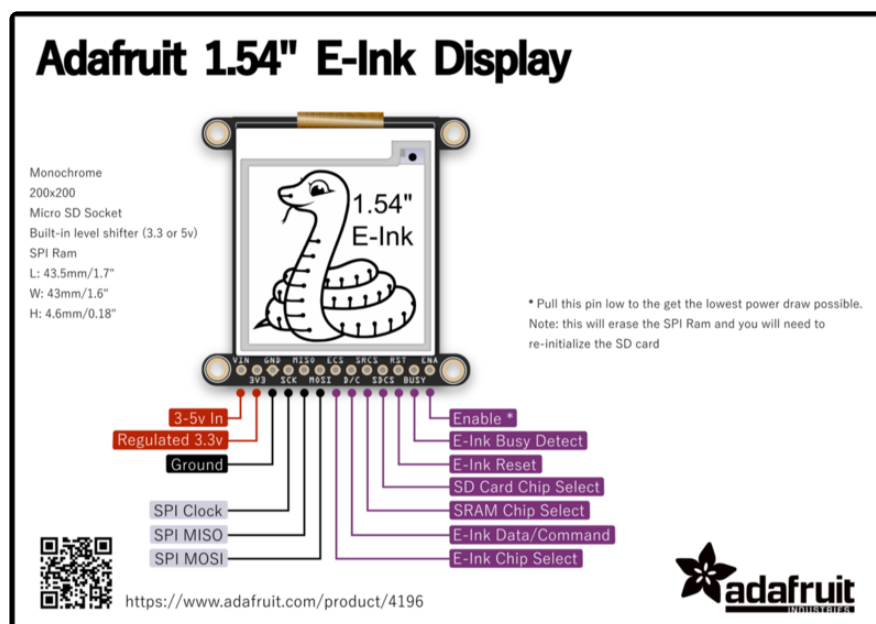 Adafruit 1.54" E-Ink Display
Monochrome
200x200
Micro SD Socket
Built-in level shifter (3.3 or 5v)
SPI Ram
L: 43.5mm/1.7"
W: 43mm/1.6"
H: 4.6mm/0.18"
1.54"
E-Ink
* Pull this pin low to the get the lowest power draw possible.
Note: this will erase the SPI Ram and you will need to
re-initialize the SD card
VIN GND MISO ECS SRCS RST ENA
3V3 SCK MOSI D/C SDCS BUSY
3-5v In
Regulated 3.3v
Ground
SPI Clock
SPI MISO
SPI MOSI
Enable *
E-Ink Busy Detect
E-Ink Reset
SD Card Chip Select
SRAM Chip Select
E-Ink Data/Command
E-Ink Chip Select
https://www.adafruit.com/product/4196
adafruit
INDUSTRIES